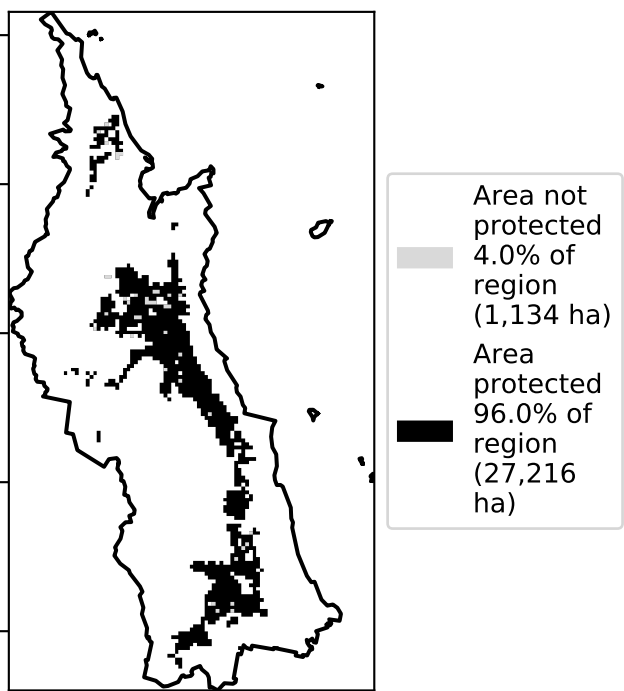 Area not
protected
4.0% of
region
(1,134 ha)
Area
protected
96.0% of
region
(27,216
ha)